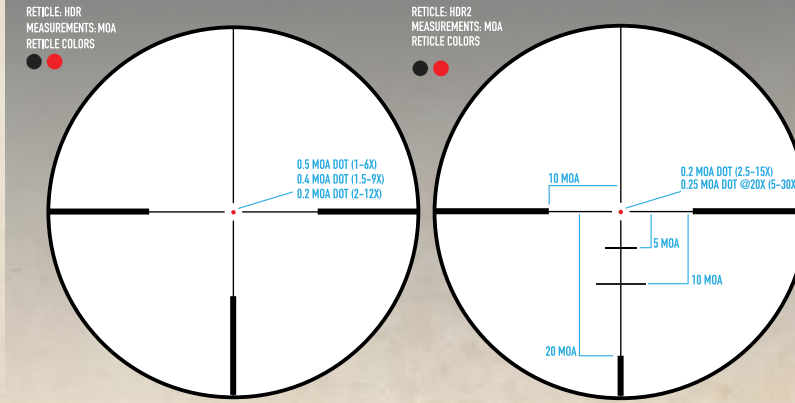 RETICLE: HDR
MEASUREMENTS: MOA
RETICLE COLORS
0.5 MOA DOT (1-6X)
0.4 MOA DOT (1.5-9X)
0.2 MOA DOT (2-12X)
RETICLE: HDR2
MEASUREMENTS: MOA
RETICLE COLORS
10 MOA
0.2 MOA DOT (2.5-15X)
0.25 MOA DOT @20X (5-30X
5 MOA
10 MOA
20 MOA